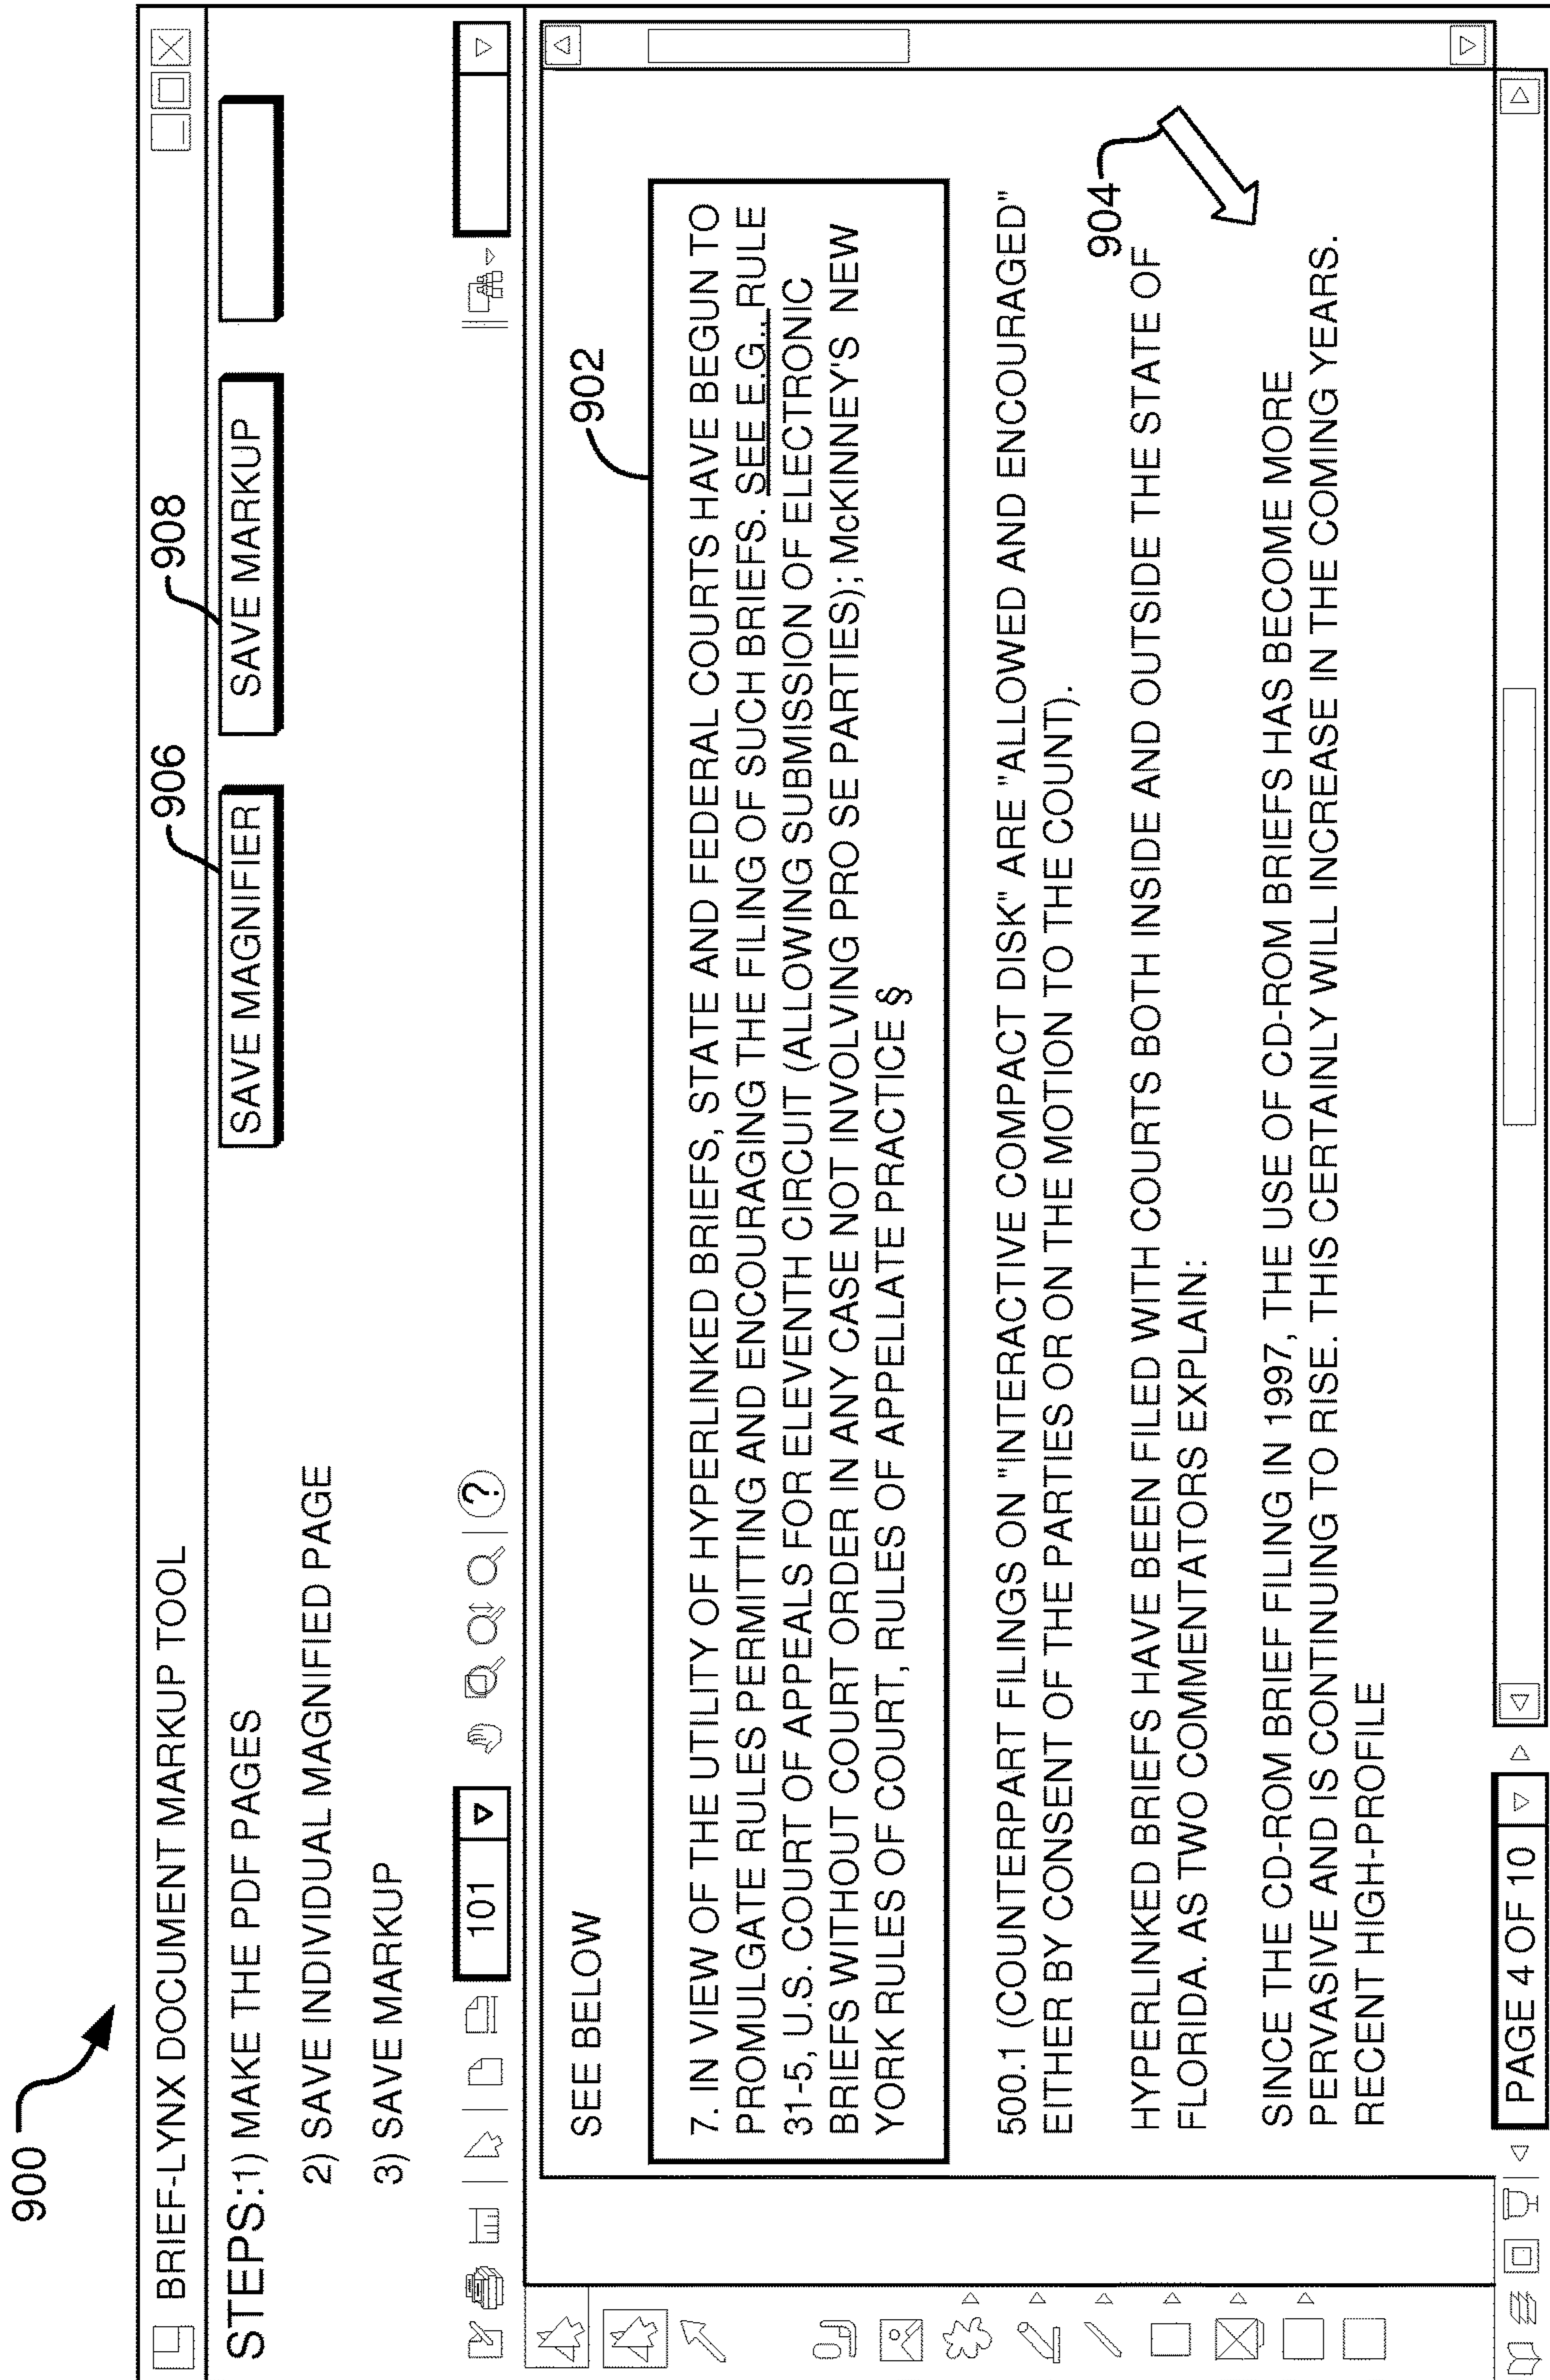 900
BRIEF-LYNX DOCUMENT MARKUP TOOL
906
908
STEPS:1) MAKE THE PDF PAGES
SAVE MAGNIFIER
SAVE MARKUP
2) SAVE INDIVIDUAL MAGNIFIED PAGE
3) SAVE MARKUP
101
?
SEE BELOW
902
7. IN VIEW OF THE UTILITY OF HYPERLINKED BRIEFS, STATE AND FEDERAL COURTS HAVE BEGUN TO
PROMULGATE RULES PERMITTING AND ENCOURAGING THE FILING OF SUCH BRIEFS. SEE E.G., RULE
31-5, U.S. COURT OF APPEALS FOR ELEVENTH CIRCUIT (ALLOWING SUBMISSION OF ELECTRONIC
BRIEFS WITHOUT COURT ORDER IN ANY CASE NOT INVOLVING PRO SE PARTIES); McKINNEY'S NEW
YORK RULES OF COURT, RULES OF APPELLATE PRACTICE §
500.1 (COUNTERPART FILINGS ON "INTERACTIVE COMPACT DISK" ARE "ALLOWED AND ENCOURAGED"
EITHER BY CONSENT OF THE PARTIES OR ON THE MOTION TO THE COUNT).
904
HYPERLINKED BRIEFS HAVE BEEN FILED WITH COURTS BOTH INSIDE AND OUTSIDE THE STATE OF
FLORIDA. AS TWO COMMENTATORS EXPLAIN:
SINCE THE CD-ROM BRIEF FILING IN 1997, THE USE OF CD-ROM BRIEFS HAS BECOME MORE
PERVASIVE AND IS CONTINUING TO RISE. THIS CERTAINLY WILL INCREASE IN THE COMING YEARS.
RECENT HIGH-PROFILE
PAGE 4 OF 10